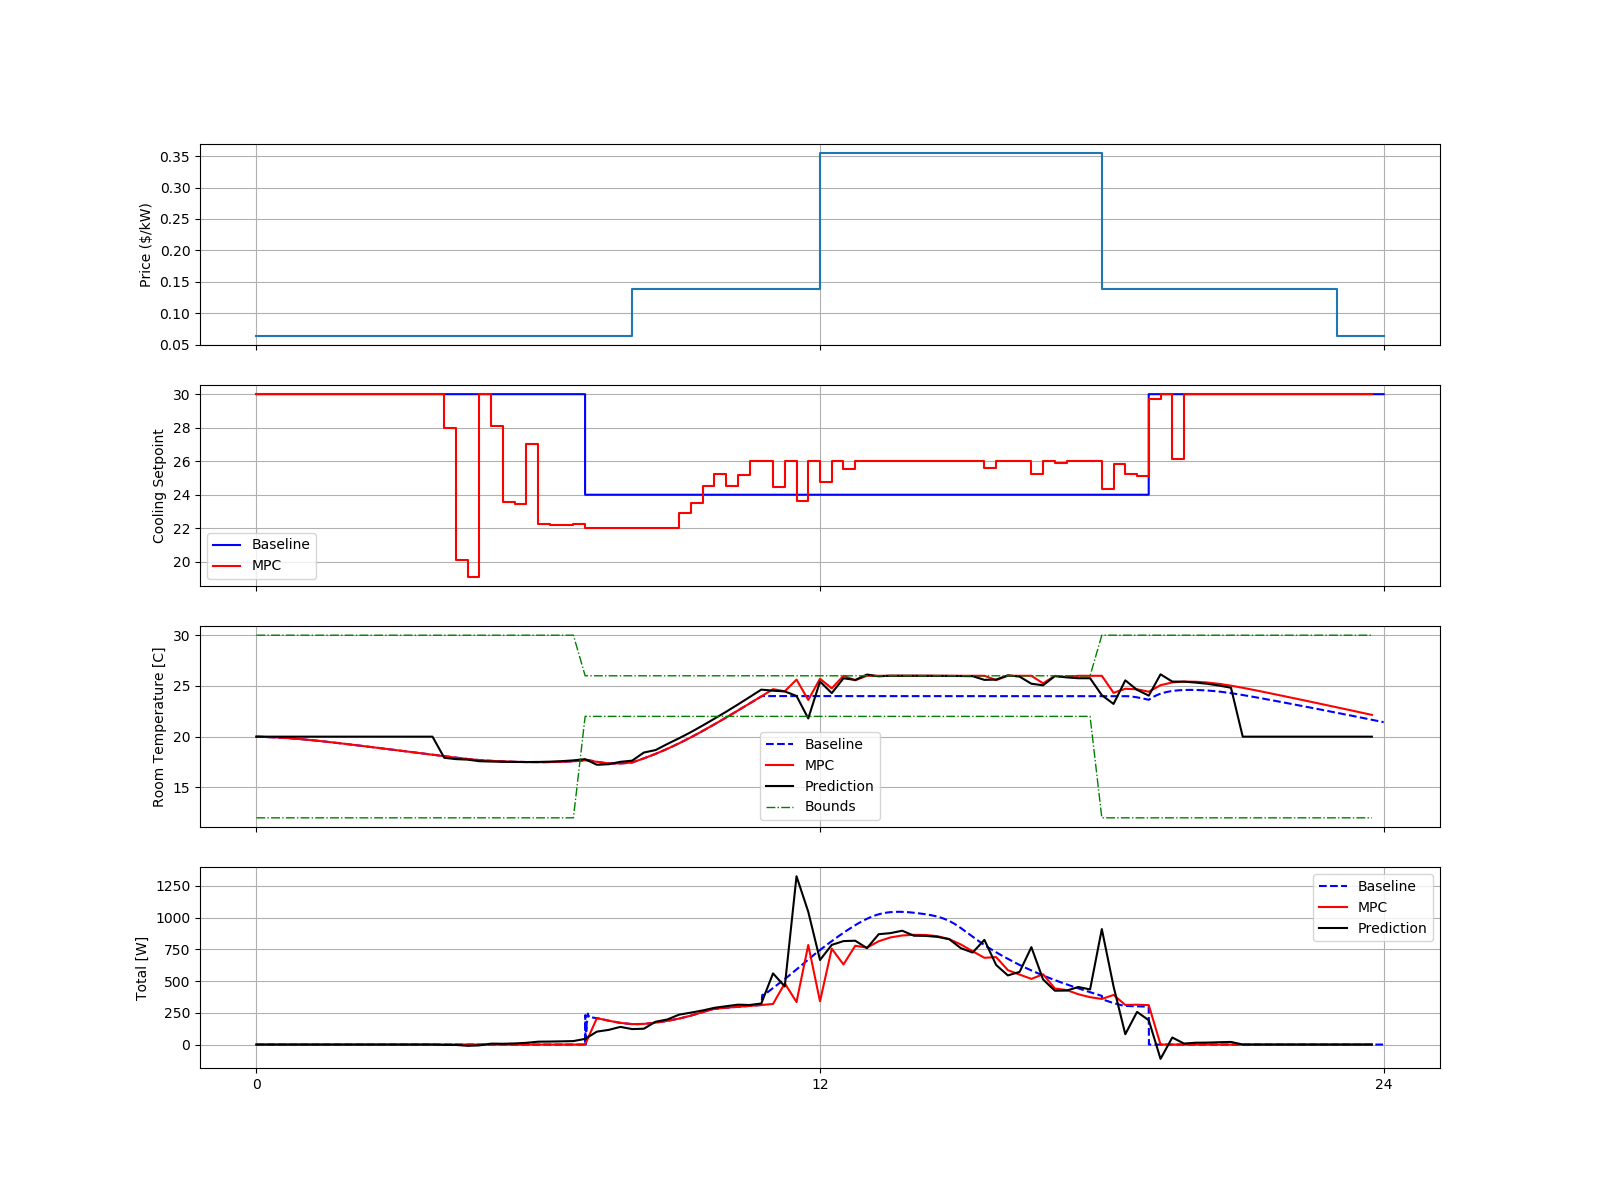 Price ($/kW)
0.35
0.30
0.25
0.20
0.15
0.10
0.05
Cooling Setpoint
30
28
26
24
22
20
Baseline
MPC
Room Temperature [C]
30
25
20
15
Baseline
MPC
Prediction
Bounds
Total [W]
1250
1000
750
500
250
0
Baseline
MPC
Prediction
0 12 24